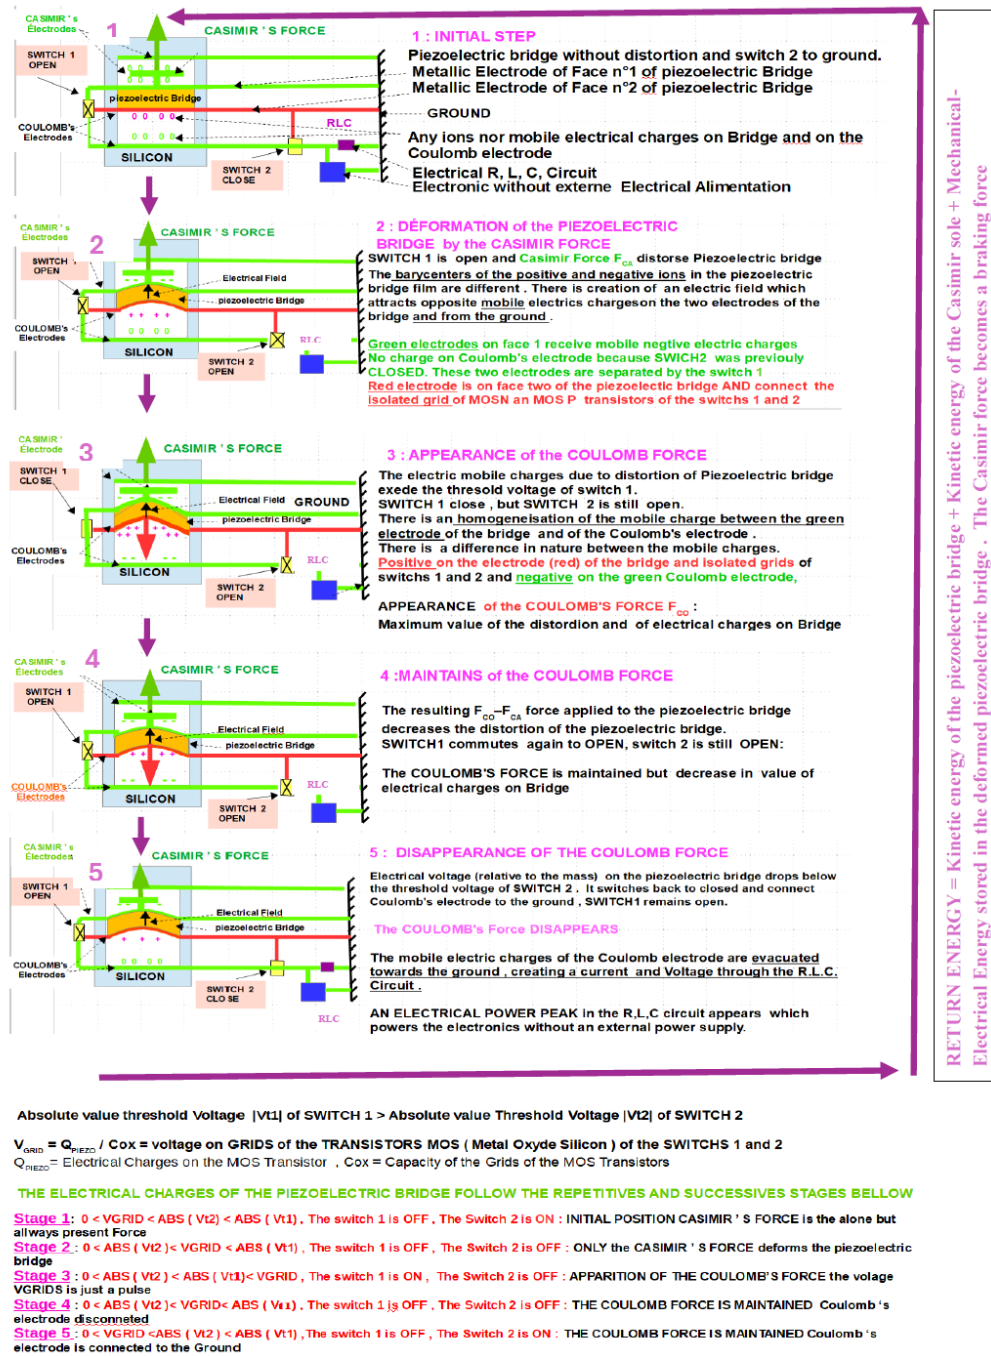 CASIMIR ' s
Électrodes
1
CASIMIR ' S FORCE
SWITCH 1
OPEN
piezoelectric Bridge
COULOMB's
Electrodes
SILICON
RLC
SWITCH 2
CLOSE
1 : INITIAL STEP
Piezoelectric bridge without distortion and switch 2 to ground.
Metallic Electrode of Face n°1 of piezoelectric Bridge
Metallic Electrode of Face n°2 of piezoelectric Bridge
GROUND
Any ions nor mobile electrical charges on Bridge and on the
Coulomb electrode
Electrical R, L, C, Circuit
Electronic without externe Electrical Alimentation
CASIMIR ' s
Électrodes
2
CASIMIR ' S FORCE
SWITCH 1
OPEN
Electrical Field
piezoelectric Bridge
COULOMB's
Electrodes
SILICON
RLC
SWITCH 2
OPEN
2 : DÉFORMATION of the PIEZOELECTRIC
BRIDGE by the CASIMIR FORCE
SWITCH 1 is open and Casimir Force FCA distorse Piezoelectric bridge
The barycenters of the positive and negative ions in the piezoelectric
bridge film are different . There is creation of an electric field which
attracts opposite mobile electrics chargeson the two electrodes of the
bridge and from the ground .
Green electrodes on face 1 receive mobile negtive electric charges
No charge on Coulomb's electrode because SWICH2 was previouly
CLOSED. These two electrodes are separated by the switch 1
Red electrode is on face two of the piezoelectic bridge AND connect the
isolated grid of MOSN an MOS P transistors of the switchs 1 and 2
CASIMIR '
Électrode
3
CASIMIR ' S FORCE
SWITCH 1
CLOSE
Electrical Field
GROUND
piezoelectric Bridge
COULOMB's
Electrodes
SILICON
RLC
SWITCH 2
OPEN
3 : APPEARANCE of the COULOMB FORCE
The electric mobile charges due to distortion of Piezoelectric bridge
exede the thresold voltage of switch 1.
SWITCH 1 close , but SWITCH 2 is still open.
There is an homogeneisation of the mobile charge between the green
electrode of the bridge and of the Coulomb's electrode .
There is a difference in nature between the mobile charges.
Positive on the electrode (red) of the bridge and isolated grids of
switchs 1 and 2 and negative on the green Coulomb electrode,
APPEARANCE of the COULOMB'S FORCE FCO :
Maximum value of the distordion and of electrical charges on Bridge
CASIMIR ' s
Électrodes
4
CASIMIR ' S FORCE
SWITCH 1
OPEN
Electrical Field
piezoelectric Bridge
COULOMB's
Electrodes
SILICON
RLC
SWITCH 2
OPEN
4 :MAINTAINS of the COULOMB FORCE
The resulting FCO–FCA force applied to the piezoelectric bridge
decreases the distortion of the piezoelectric bridge.
SWITCH1 commutes again to OPEN, switch 2 is still OPEN:
The COULOMB'S FORCE is maintained but decrease in value of
electrical charges on Bridge
CASIMIR ' s
Électrodes
5
CASIMIR ' S FORCE
SWITCH 1
OPEN
Electrical Field
piezoelectric Bridge
COULOMB's
Electrodes
SILICON
SWITCH 2
CLOSE
RLC
5 : DISAPPEARANCE OF THE COULOMB FORCE
Electrical voltage (relative to the mass) on the piezoelectric bridge drops below
the threshold voltage of SWITCH 2 . It switches back to closed and connect
Coulomb's electrode to the ground , SWITCH1 remains open.
The COULOMB's Force DISAPPEARS
The mobile electric charges of the Coulomb electrode are evacuated
towards the ground , creating a current and Voltage through the R.L.C.
Circuit .
AN ELECTRICAL POWER PEAK in the R,L,C circuit appears which
powers the electronics without an external power supply.
RETURN ENERGY = Kinetic energy of the piezoelectric bridge + Kinetic energy of the Casimir sole + Mechanical-
Electrical Energy stored in the deformed piezoelectric bridge . The Casimir force becomes a braking force
Absolute value threshold Voltage |Vt1| of SWITCH 1 > Absolute value Threshold Voltage |Vt2| of SWITCH 2
VGRID = QPIEZO / Cox = voltage on GRIDS of the TRANSISTORS MOS ( Metal Oxyde Silicon ) of the SWITCHS 1 and 2
QPIEZO= Electrical Charges on the MOS Transistor , Cox = Capacity of the Grids of the MOS Transistors
THE ELECTRICAL CHARGES OF THE PIEZOELECTRIC BRIDGE FOLLOW THE REPETITIVES AND SUCCESSIVES STAGES BELLOW
Stage 1: 0 < VGRID < ABS ( Vt2) < ABS ( Vt1) , The switch 1 is OFF , The Switch 2 is ON : INITIAL POSITION CASIMIR ' S FORCE is the alone but
allways present Force
Stage 2 : 0 < ABS ( Vt2 )< VGRID < ABS ( Vt1) , The switch 1 is OFF , The Switch 2 is OFF : ONLY the CASIMIR ' S FORCE deforms the piezoelectric
bridge
Stage 3 : 0 < ABS ( Vt2 ) < ABS ( Vt1)< VGRID , The switch 1 is ON , The Switch 2 is OFF : APPARITION OF THE COULOMB'S FORCE the volage
VGRIDS is just a pulse
Stage 4 : 0 < ABS ( Vt2 )< VGRID< ABS ( Vt1 ) , The switch 1 is OFF , The Switch 2 is OFF : THE COULOMB FORCE IS MAINTAINED Coulomb 's
electrode disconneted
Stage 5 : 0 < VGRID <ABS ( Vt2 ) < ABS ( Vt1) ,The switch 1 is OFF , The Switch 2 is ON : THE COULOMB FORCE IS MAINTAINED Coulomb 's
electrode is connected to the Ground